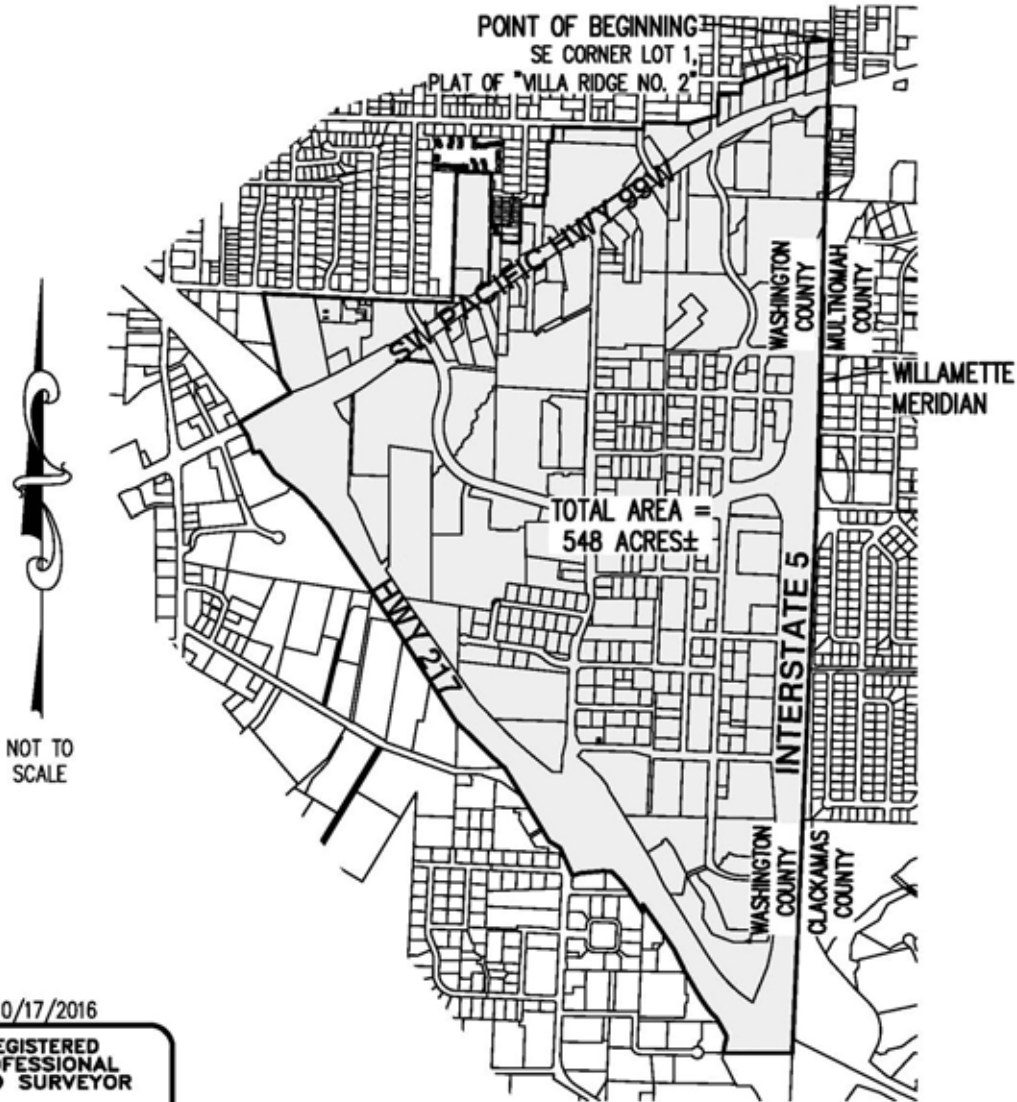 POINT OF BEGINNING
SE CORNER LOT 1,
PLAT OF "VILLA RIDGE NO. 2"
SW PACIFIC HWY 99W
WASHINGTON
COUNTY
MULTNOMAH
COUNTY
WILLAMETTE
MERIDIAN
TOTAL AREA =
548 ACRES±
HWY 217
INTERSTATE 5
NOT TO
SCALE
WASHINGTON
COUNTY
CLACKAMAS
COUNTY
0/17/2016
EGISTERED
OFESSIONAL
SURVEYOR